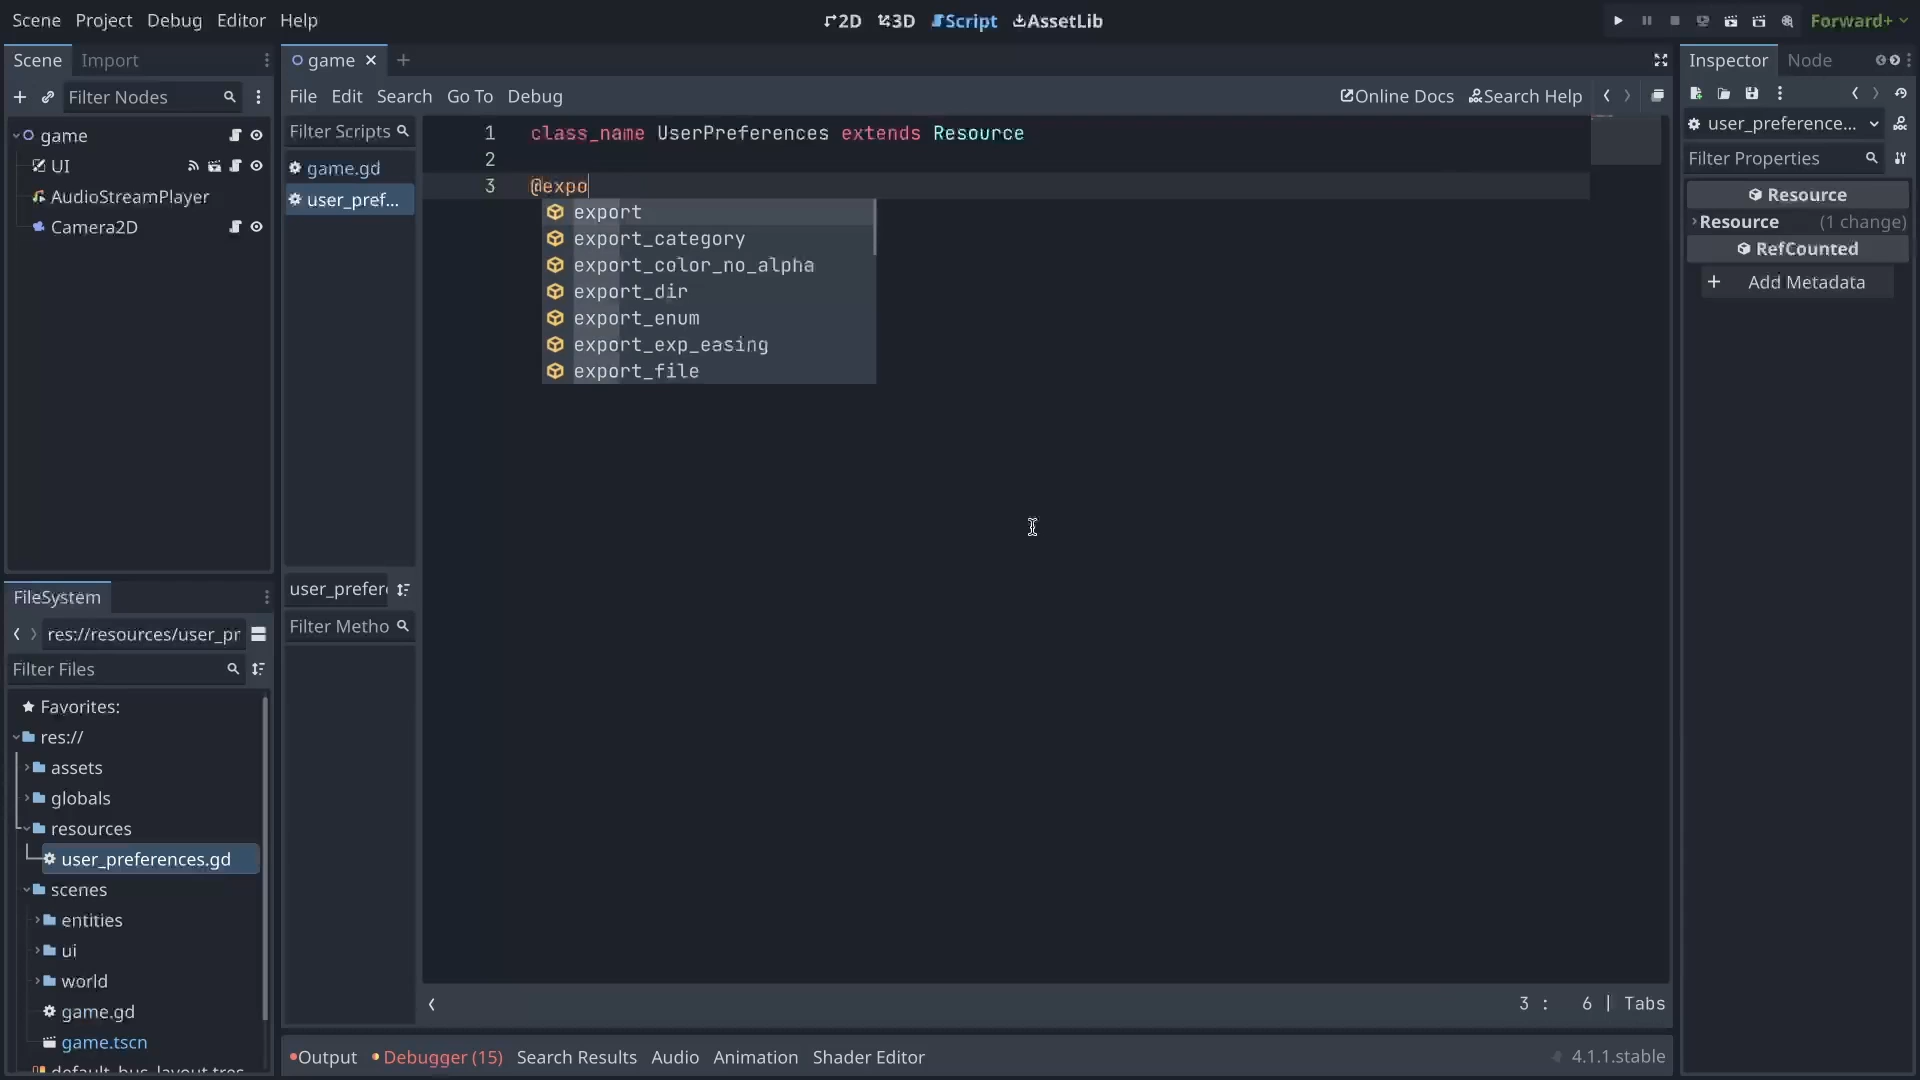 Scene Project Debug Editor Help
2D 3D Script AssetLib
Forward+
Scene Import
Filter Nodes
game
UI
AudioStreamPlayer
Camera2D
FileSystem
res://resources/user_pr
Filter Files
Favorites:
res://
assets
globals
resources
user_preferences.gd
scenes
entities
ui
world
game.gd
game.tscn
default_bus_layout.tres
game
File Edit Search Go To Debug
Online Docs Search Help
Filter Scripts
game.gd
user_pref...
user_prefer
Filter Metho
1 class_name UserPreferences extends Resource
2
3 @expo
export
export_category
export_color_no_alpha
export_dir
export_enum
export_exp_easing
export_file
3 : 6 | Tabs
Output Debugger (15) Search Results Audio Animation Shader Editor
4.1.1.stable
Inspector Node
user_preference...
Filter Properties
Resource
Resource (1 change)
RefCounted
Add Metadata